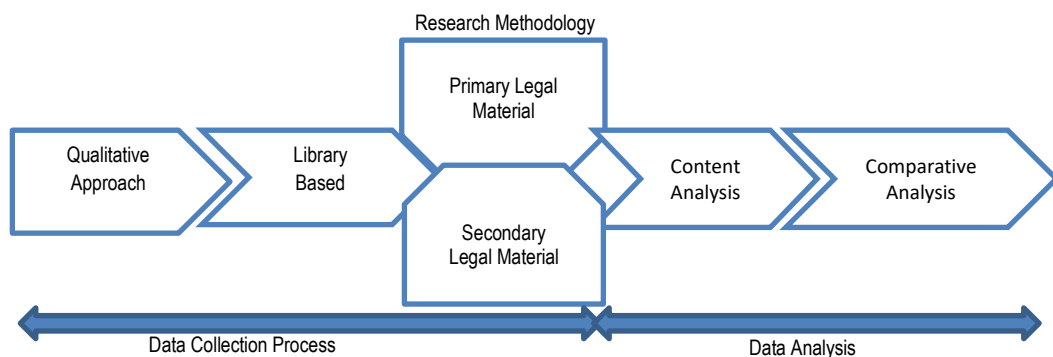 Research Methodology
Primary Legal
Material
Qualitative
Approach
Library
Based
Content
Analysis
Comparative
Analysis
Secondary
Legal Material
Data Collection Process
Data Analysis